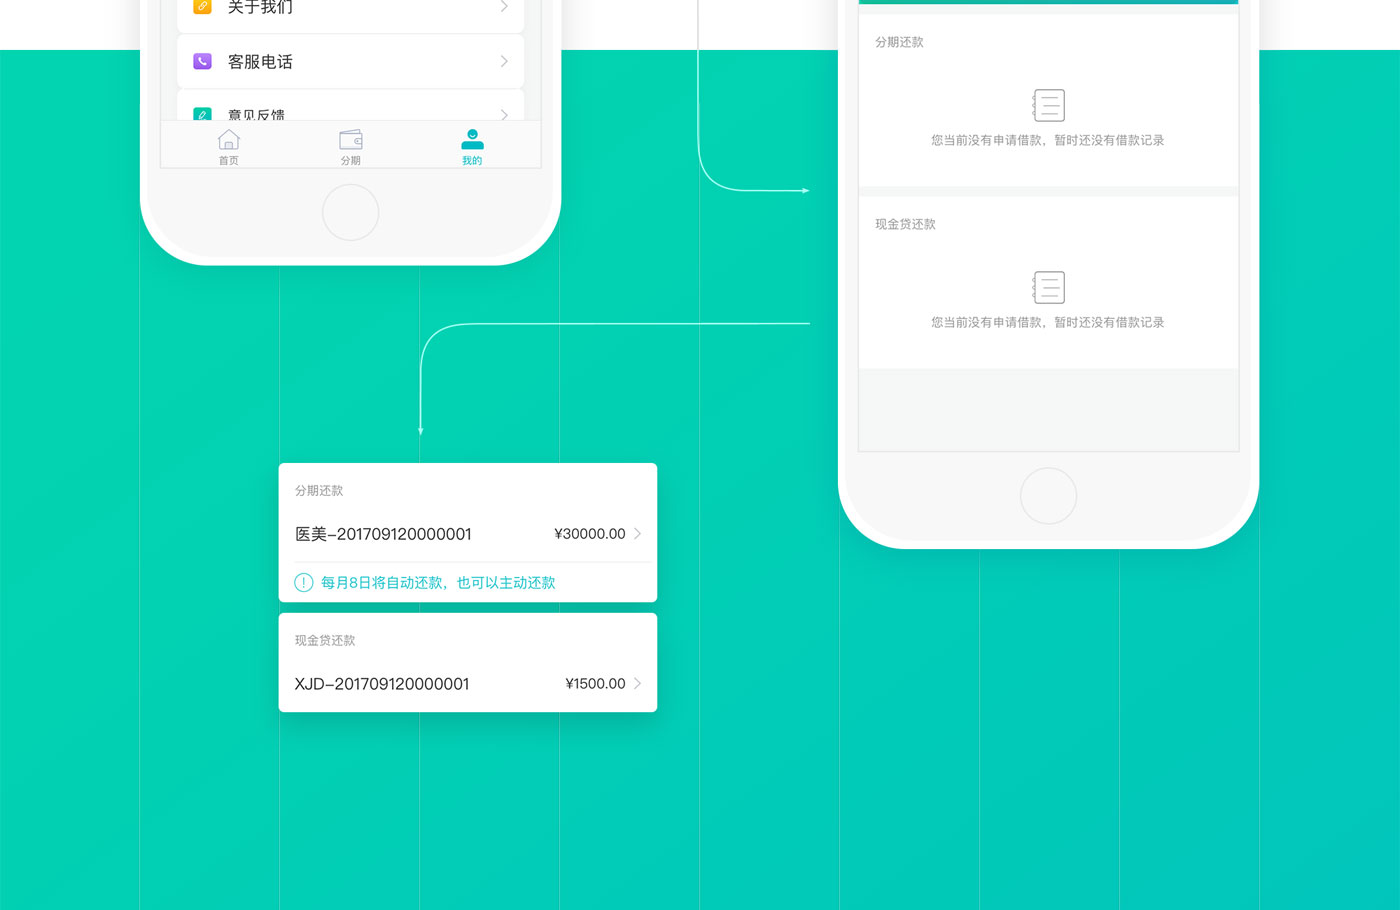 关于我们
客服电话
意见反馈
首页
分期
我的
分期还款
您当前没有申请借款，暂时还没有借款记录
现金贷还款
您当前没有申请借款，暂时还没有借款记录
分期还款
医美-201709120000001 ¥30000.00
每月8日将自动还款，也可以主动还款
现金贷还款
XJD-201709120000001 ¥1500.00